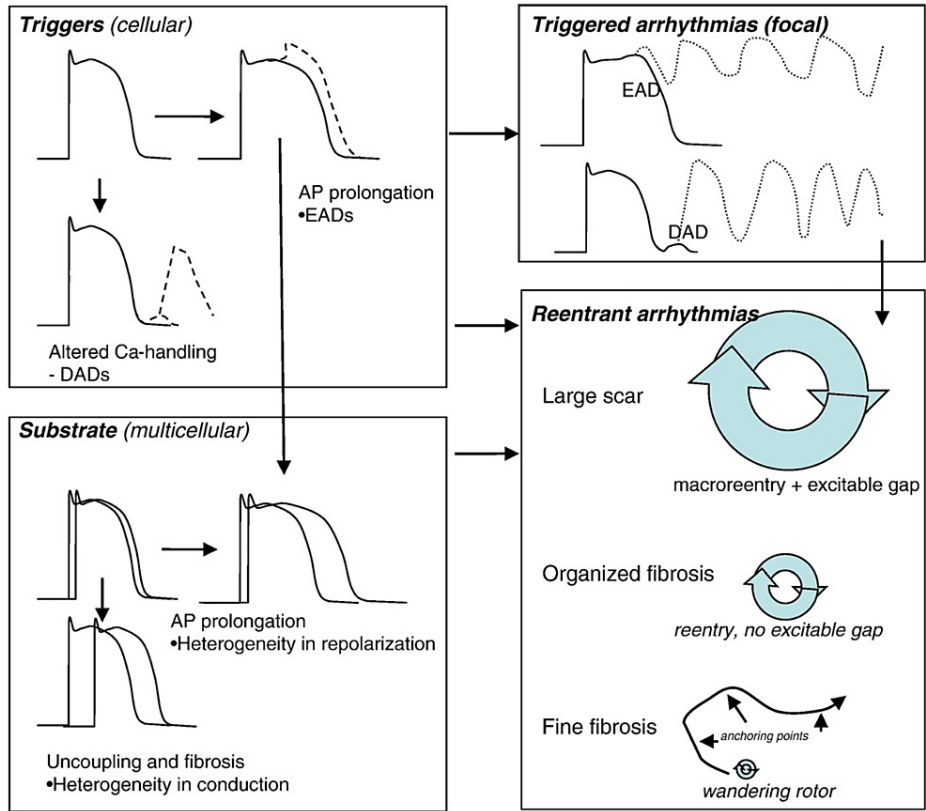 Triggers (cellular)
AP prolongation
•EADs
Altered Ca-handling
- DADs
Triggered arrhythmias (focal)
EAD
DAD
Substrate (multicellular)
AP prolongation
•Heterogeneity in repolarization
Uncoupling and fibrosis
•Heterogeneity in conduction
Reentrant arrhythmias
Large scar
macroreentry + excitable gap
Organized fibrosis
reentry, no excitable gap
Fine fibrosis
anchoring points
wandering rotor